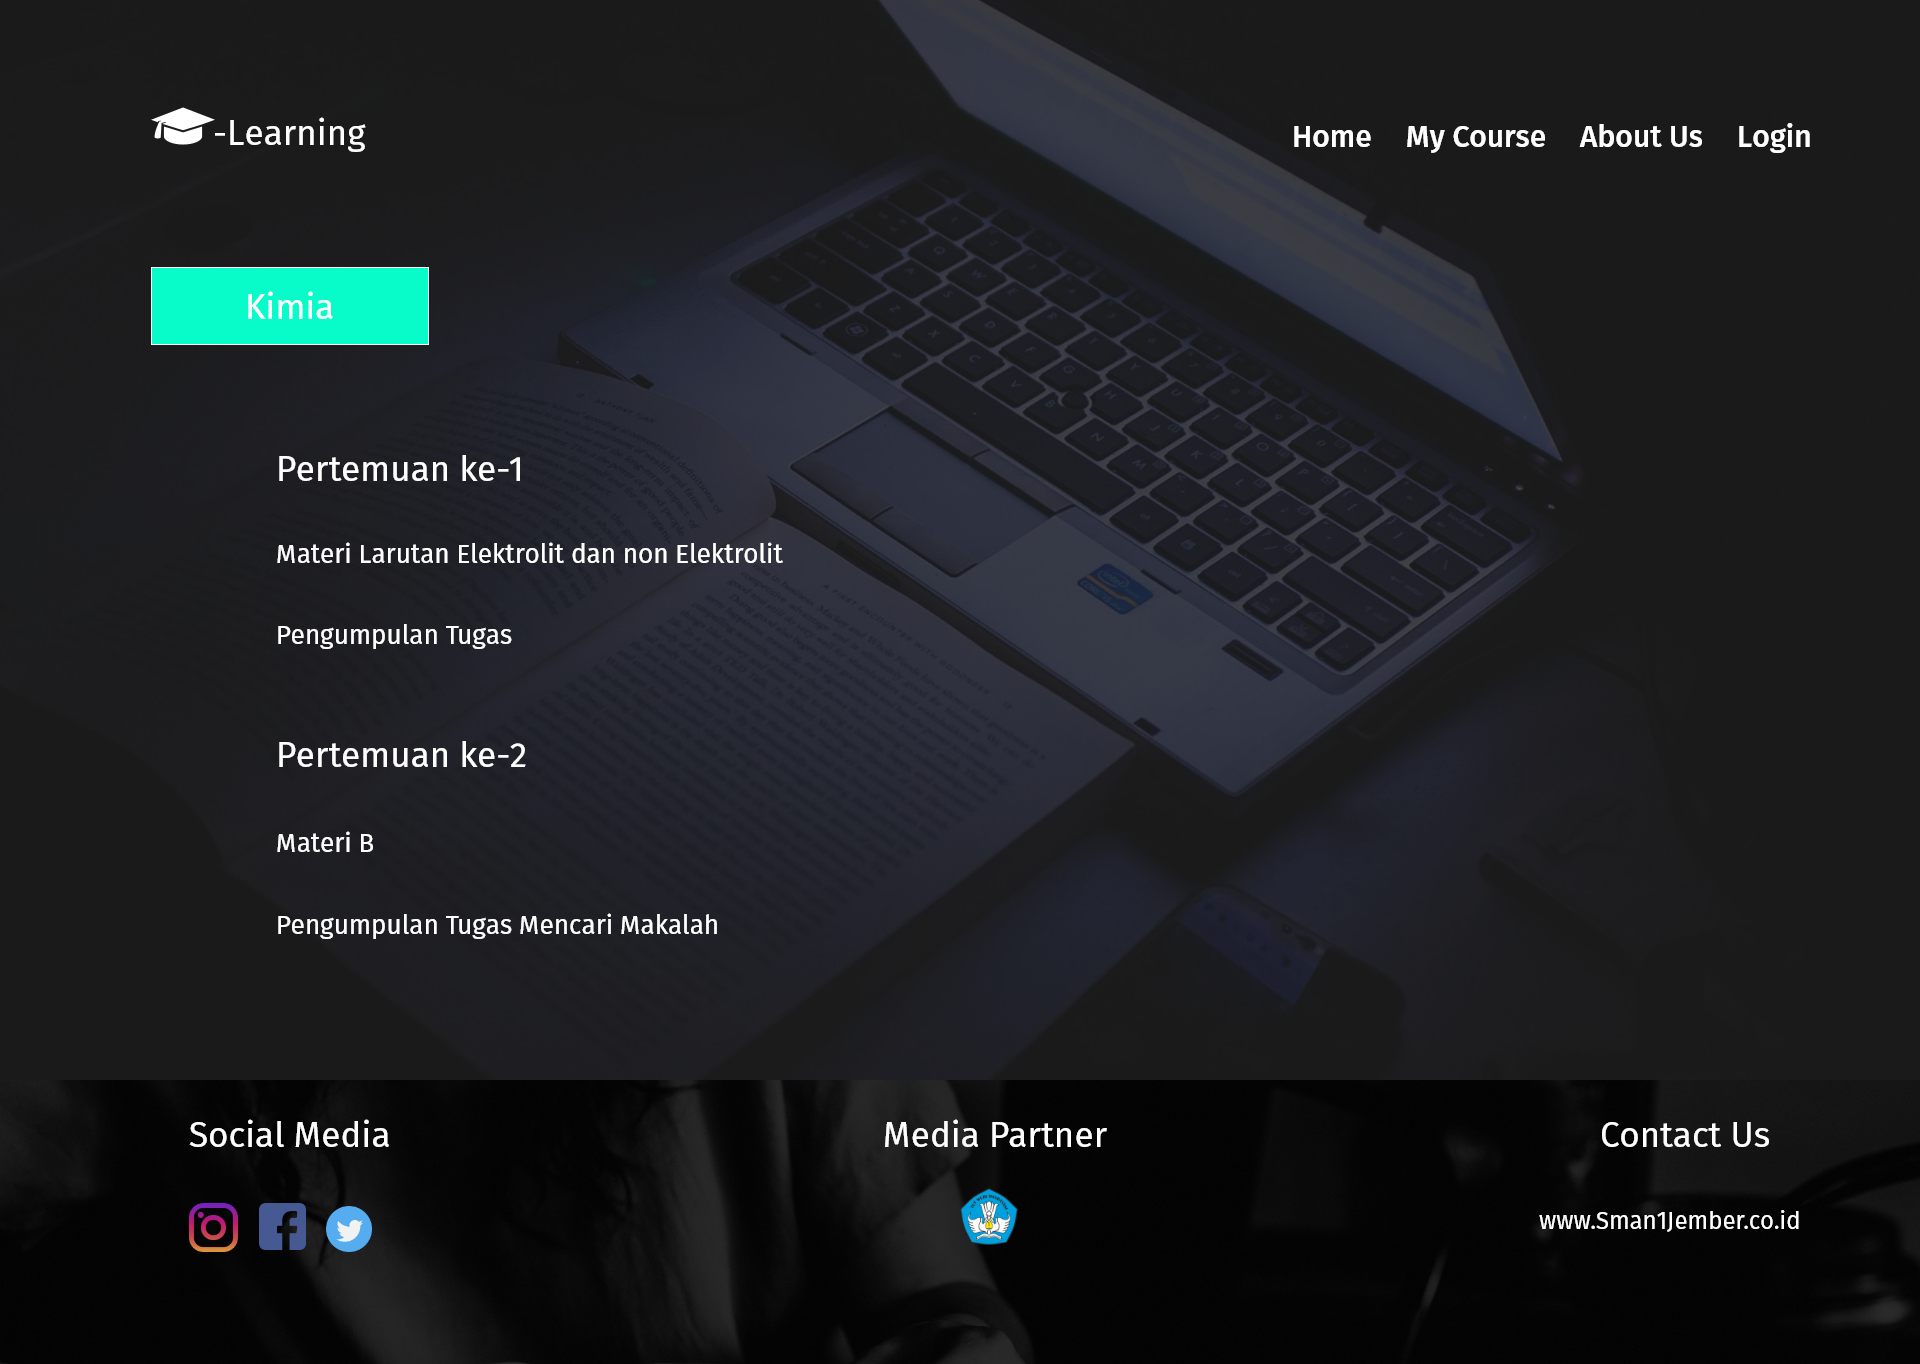 -Learning
Home My Course About Us Login
Kimia
Pertemuan ke-1
Materi Larutan Elektrolit dan non Elektrolit
Pengumpulan Tugas
Pertemuan ke-2
Materi B
Pengumpulan Tugas Mencari Makalah
Social Media
Media Partner
Contact Us
www.Sman1Jember.co.id